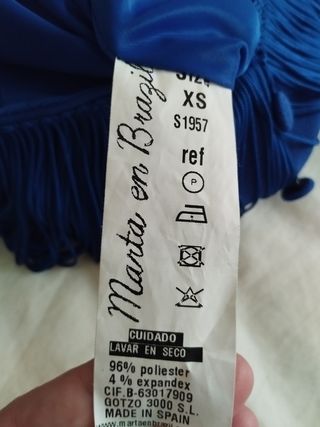 Marta en Brazil
XS
S1957
ref
P
CUIDADO
LAVAR EN SECO
96% poliester
4% expandex
CIF.B-63017909
GOTZO 3000 S.L.
MADE IN SPAIN